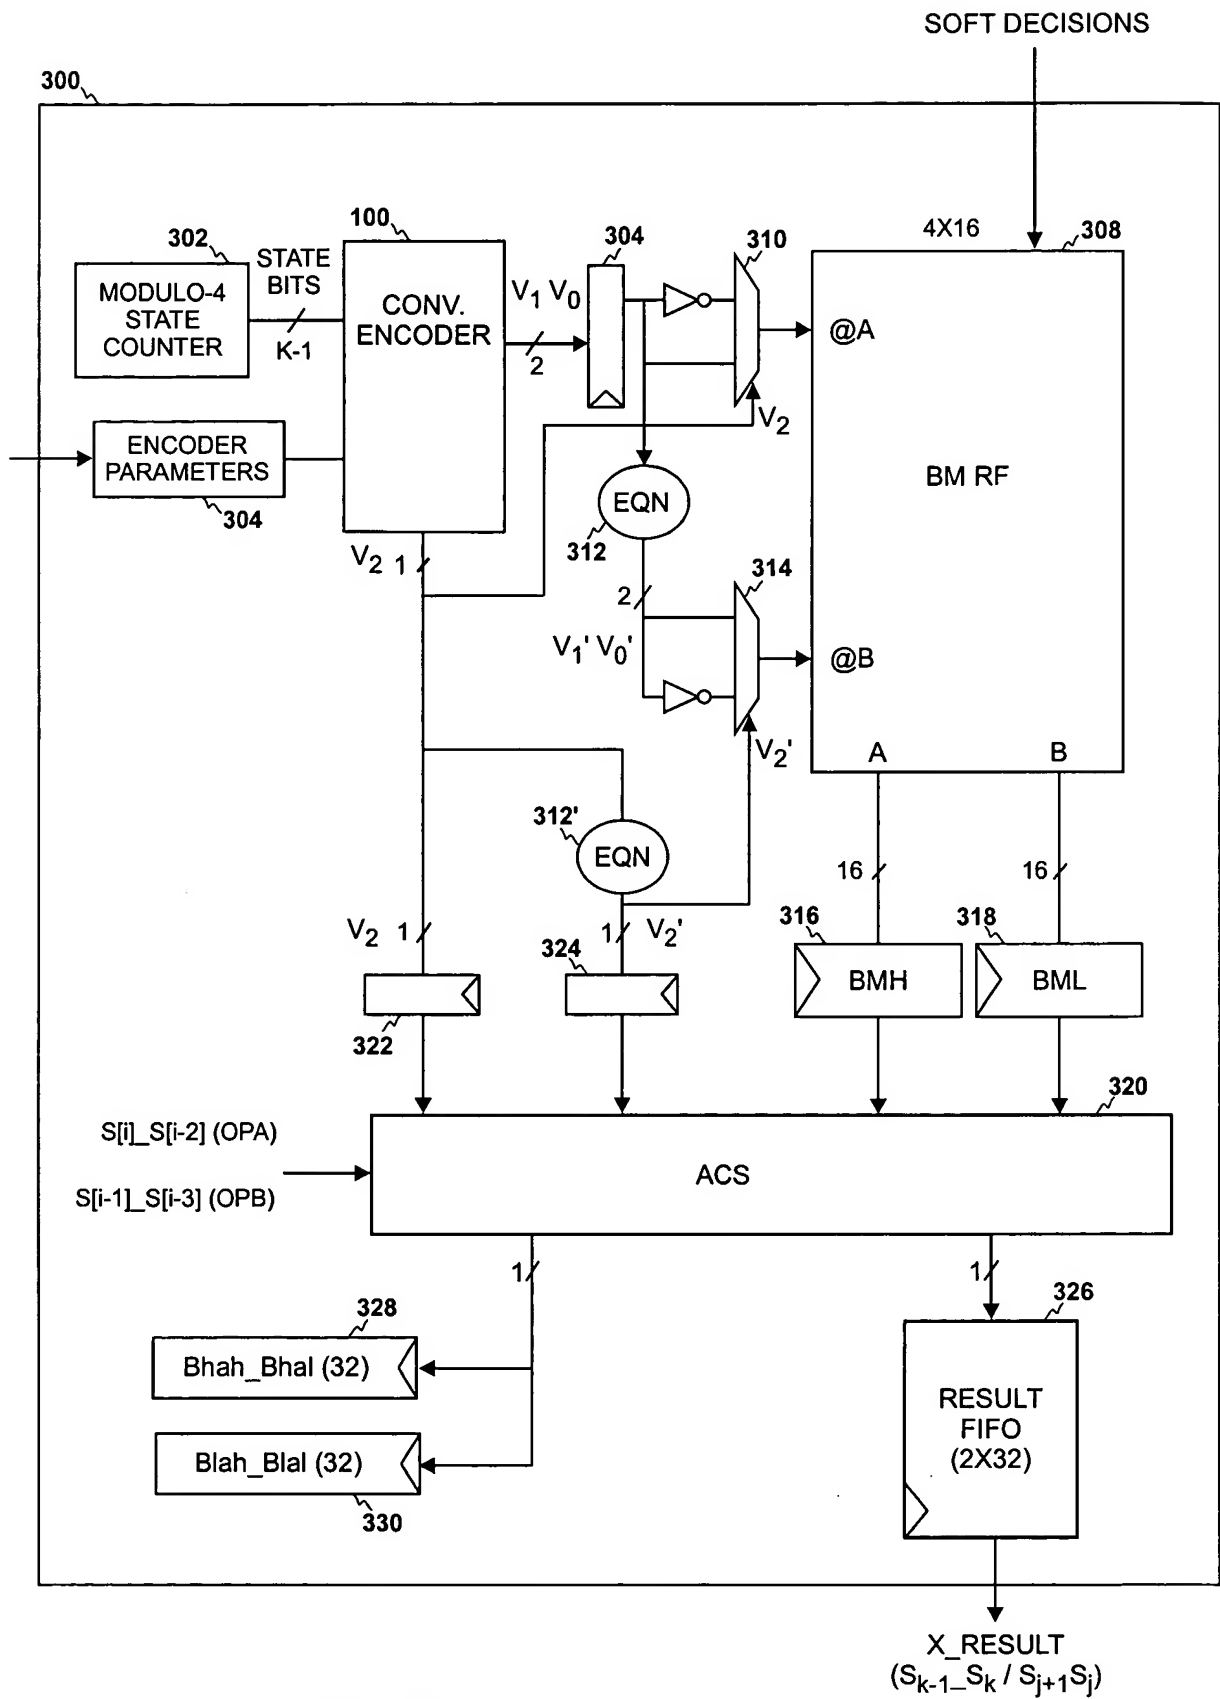 SOFT DECISIONS
300
302
MODULO-4
STATE
COUNTER
STATE
BITS
K-1
100
CONV.
ENCODER
V1 V0
2
304
310
V2
4X16
308
@A
BM RF
@B
A
B
ENCODER
PARAMETERS
304
EQN
312
2
V1' V0'
314
V2'
V2 1
312'
EQN
V2 1
1 V2'
322
324
16
16
316
BMH
318
BML
320
S[i]_S[i-2] (OPA)
S[i-1]_S[i-3] (OPB)
ACS
1
1
328
Bhah_Bhal (32)
Blah_Blal (32)
330
326
RESULT
FIFO
(2X32)
X_RESULT
(Sk-1_Sk / Sj+1Sj)